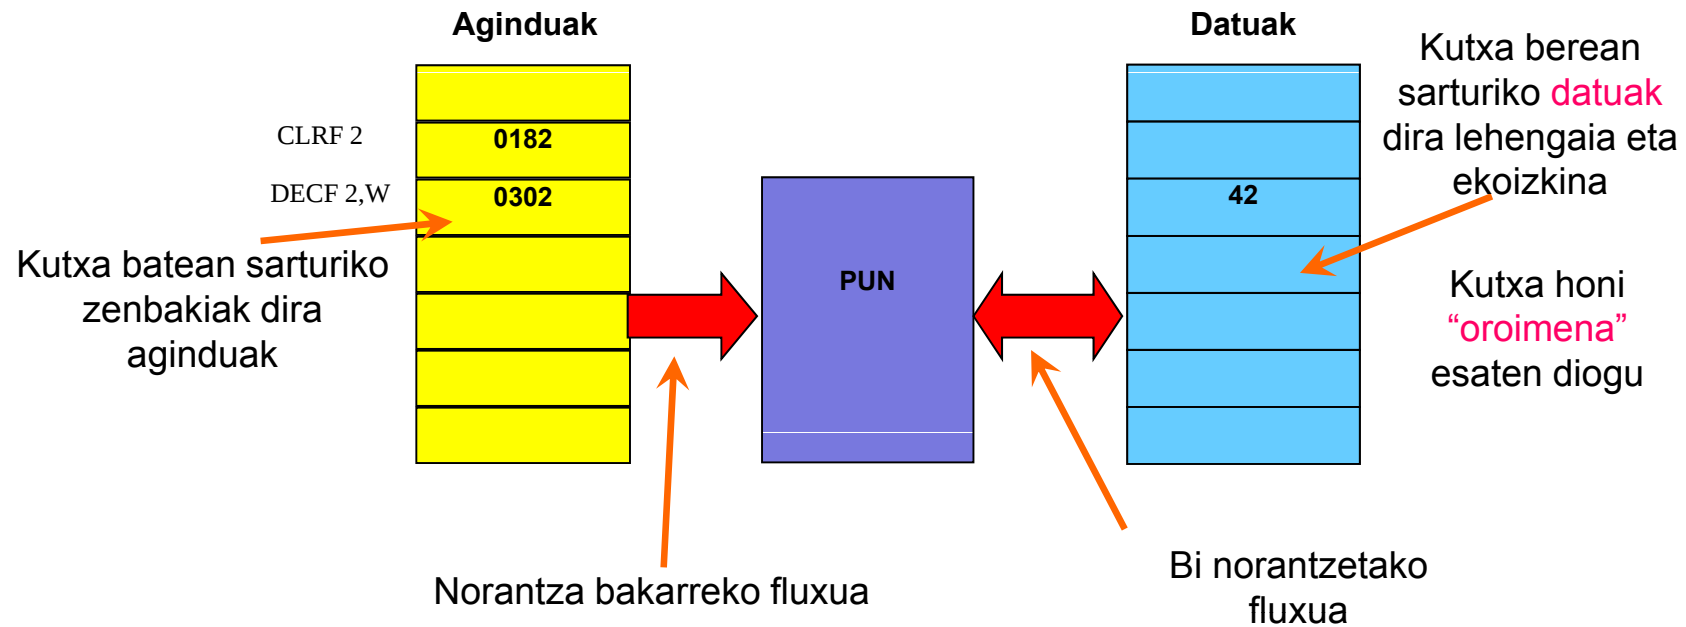 Aginduak
Datuak
Kutxa berean
sarturiko datuak
dira lehengaia eta
ekoizkina
CLRF 2
0182
DECF 2,W
0302
42
Kutxa batean sarturiko
zenbakiak dira
aginduak
PUN
Kutxa honi
“oroimena”
esaten diogu
Norantza bakarreko fluxua
Bi norantzetako
fluxua